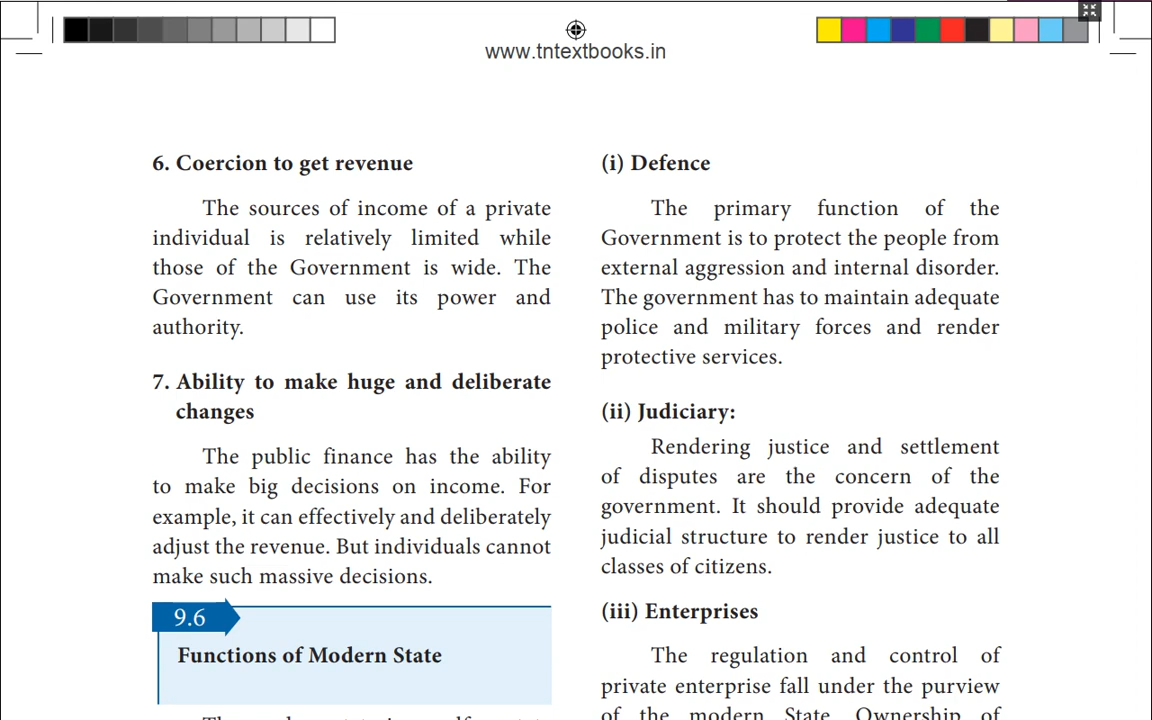 www.tntextbooks.in
6. Coercion to get revenue
The sources of income of a private
individual is relatively limited while
those of the Government is wide. The
Government can use its power and
authority.
7. Ability to make huge and deliberate
changes
The public finance has the ability
to make big decisions on income. For
example, it can effectively and deliberately
adjust the revenue. But individuals cannot
make such massive decisions.
9.6
Functions of Modern State
(i) Defence
The primary function of the
Government is to protect the people from
external aggression and internal disorder.
The government has to maintain adequate
police and military forces and render
protective services.
(ii) Judiciary:
Rendering justice and settlement
of disputes are the concern of the
government. It should provide adequate
judicial structure to render justice to all
classes of citizens.
(iii) Enterprises
The regulation and control of
private enterprise fall under the purview
of the modern State. Ownership of